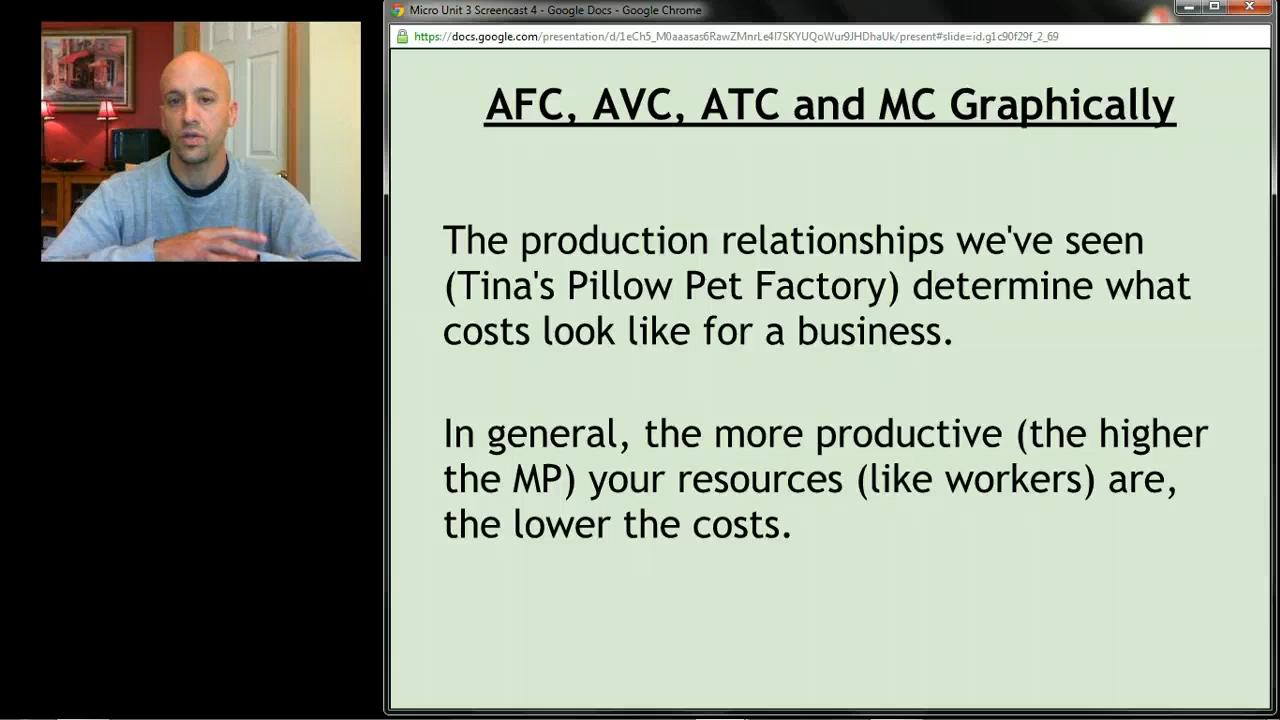 Micro Unit 3 Screencast 4 - Google Docs - Google Chrome
https://docs.google.com/presentation/d/1eCh5_M0aaasas6RawZMnrLe4l7SKYUQoWur9JHDhaUk/present#slide=id.g1c90f29f_2_69
AFC, AVC, ATC and MC Graphically
The production relationships we've seen
(Tina's Pillow Pet Factory) determine what
costs look like for a business.
In general, the more productive (the higher
the MP) your resources (like workers) are,
the lower the costs.